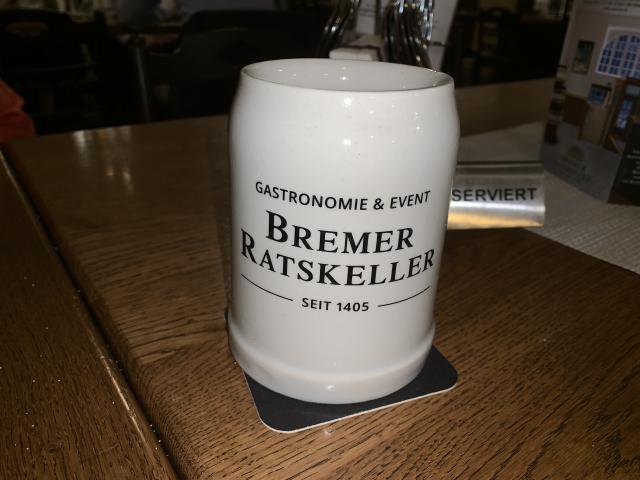 GASTRONOMIE & EVENT
BREMER
RATSKELLER
SEIT 1405
SERVIERT